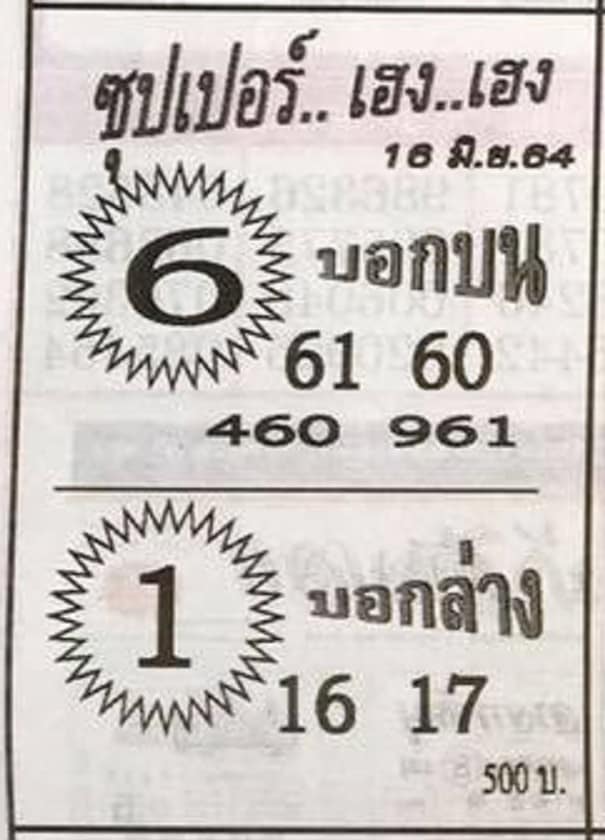 ซุปเปอร์.. เฮง..เฮง
16 มิ.ย.64
6 บอกบน
61 60
460 961
1 บอกล่าง
16 17
500 บ.